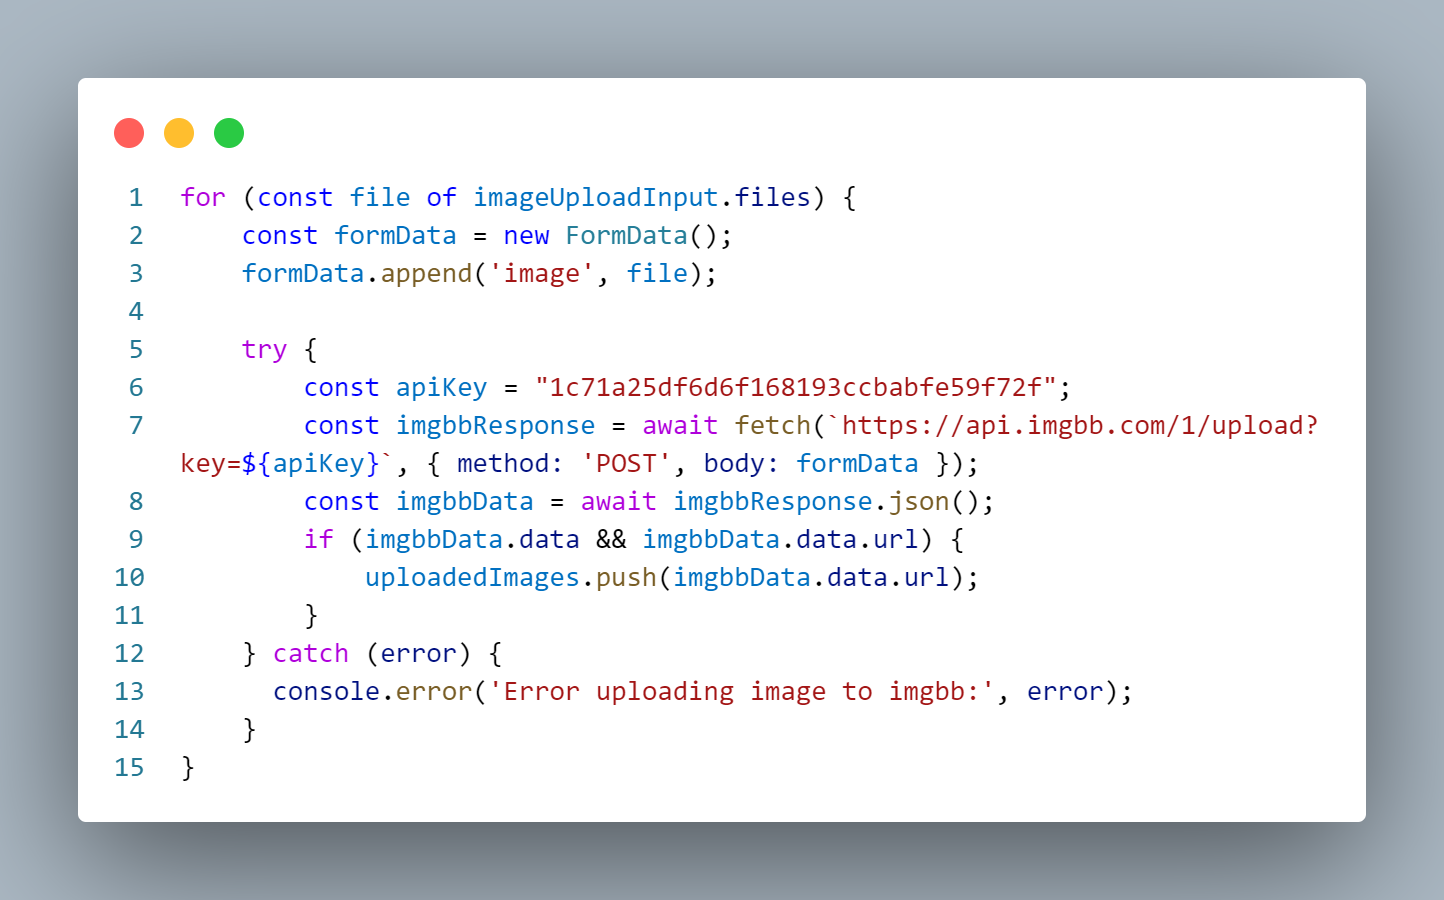 1 for (const file of imageUploadInput.files) {
2     const formData = new FormData();
3     formData.append('image', file);
4
5     try {
6         const apiKey = "1c71a25df6d6f168193ccbabfe59f72f";
7         const imgbbResponse = await fetch(`https://api.imgbb.com/1/upload?
key=${apiKey}`, { method: 'POST', body: formData });
8         const imgbbData = await imgbbResponse.json();
9         if (imgbbData.data && imgbbData.data.url) {
10             uploadedImages.push(imgbbData.data.url);
11         }
12     } catch (error) {
13       console.error('Error uploading image to imgbb:', error);
14     }
15 }